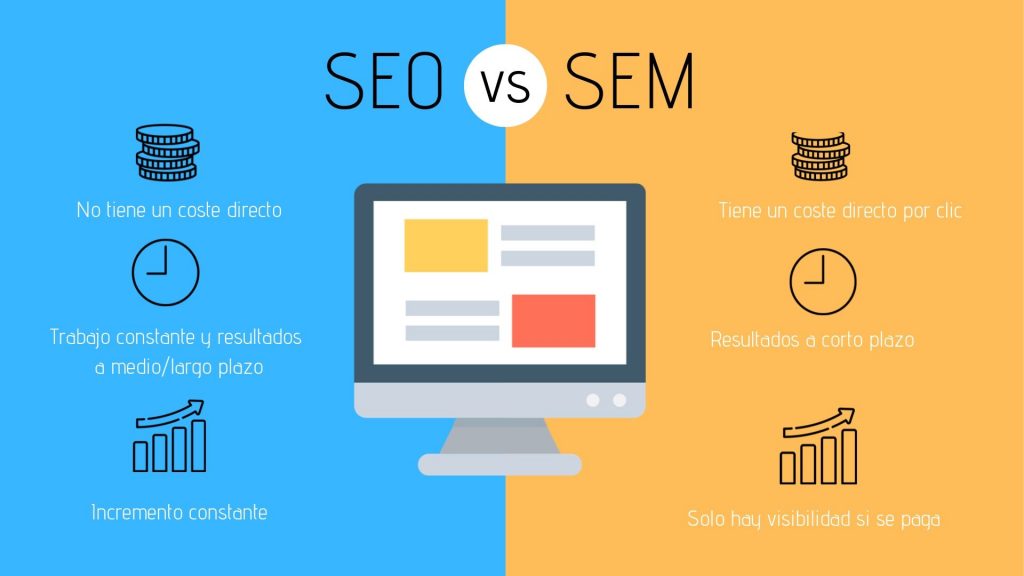 SEO vs SEM
No tiene un coste directo
Trabajo constante y resultados
a medio/largo plazo
Incremento constante
Tiene un coste directo por clic
Resultados a corto plazo
Solo hay visibilidad si se paga